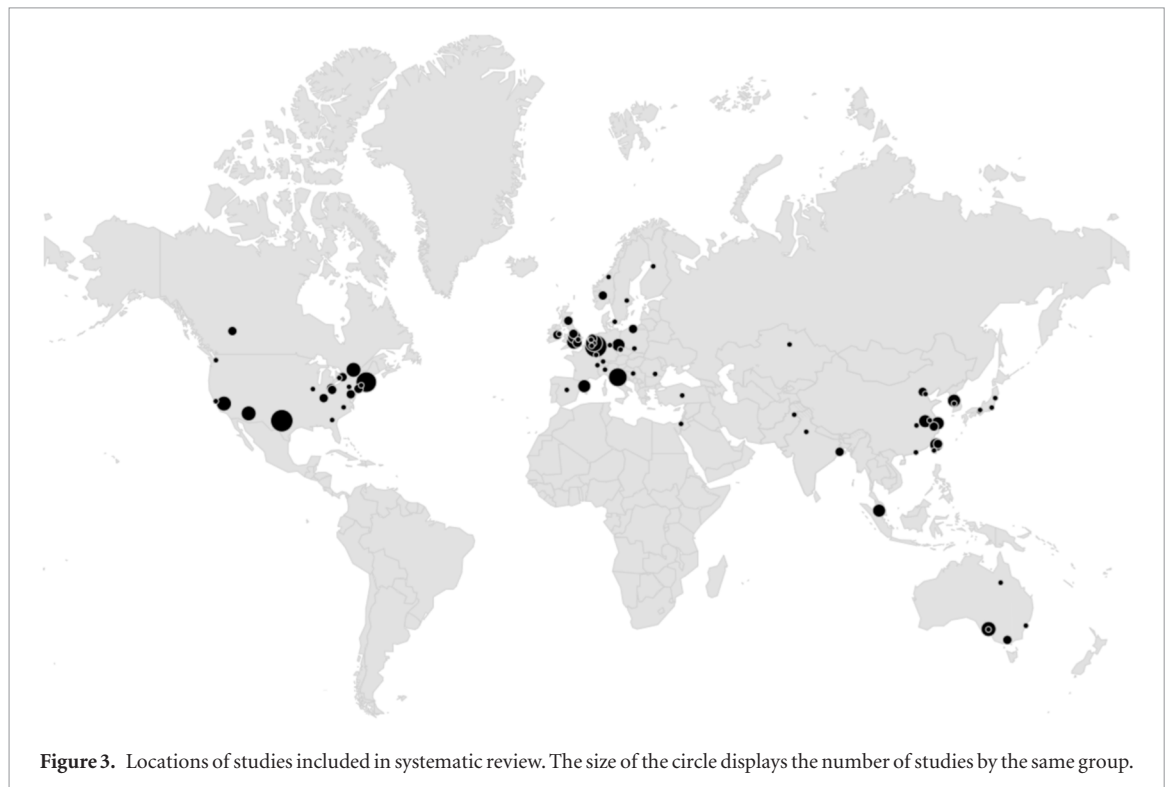 Figure 3. Locations of studies included in systematic review. The size of the circle displays the number of studies by the same group.